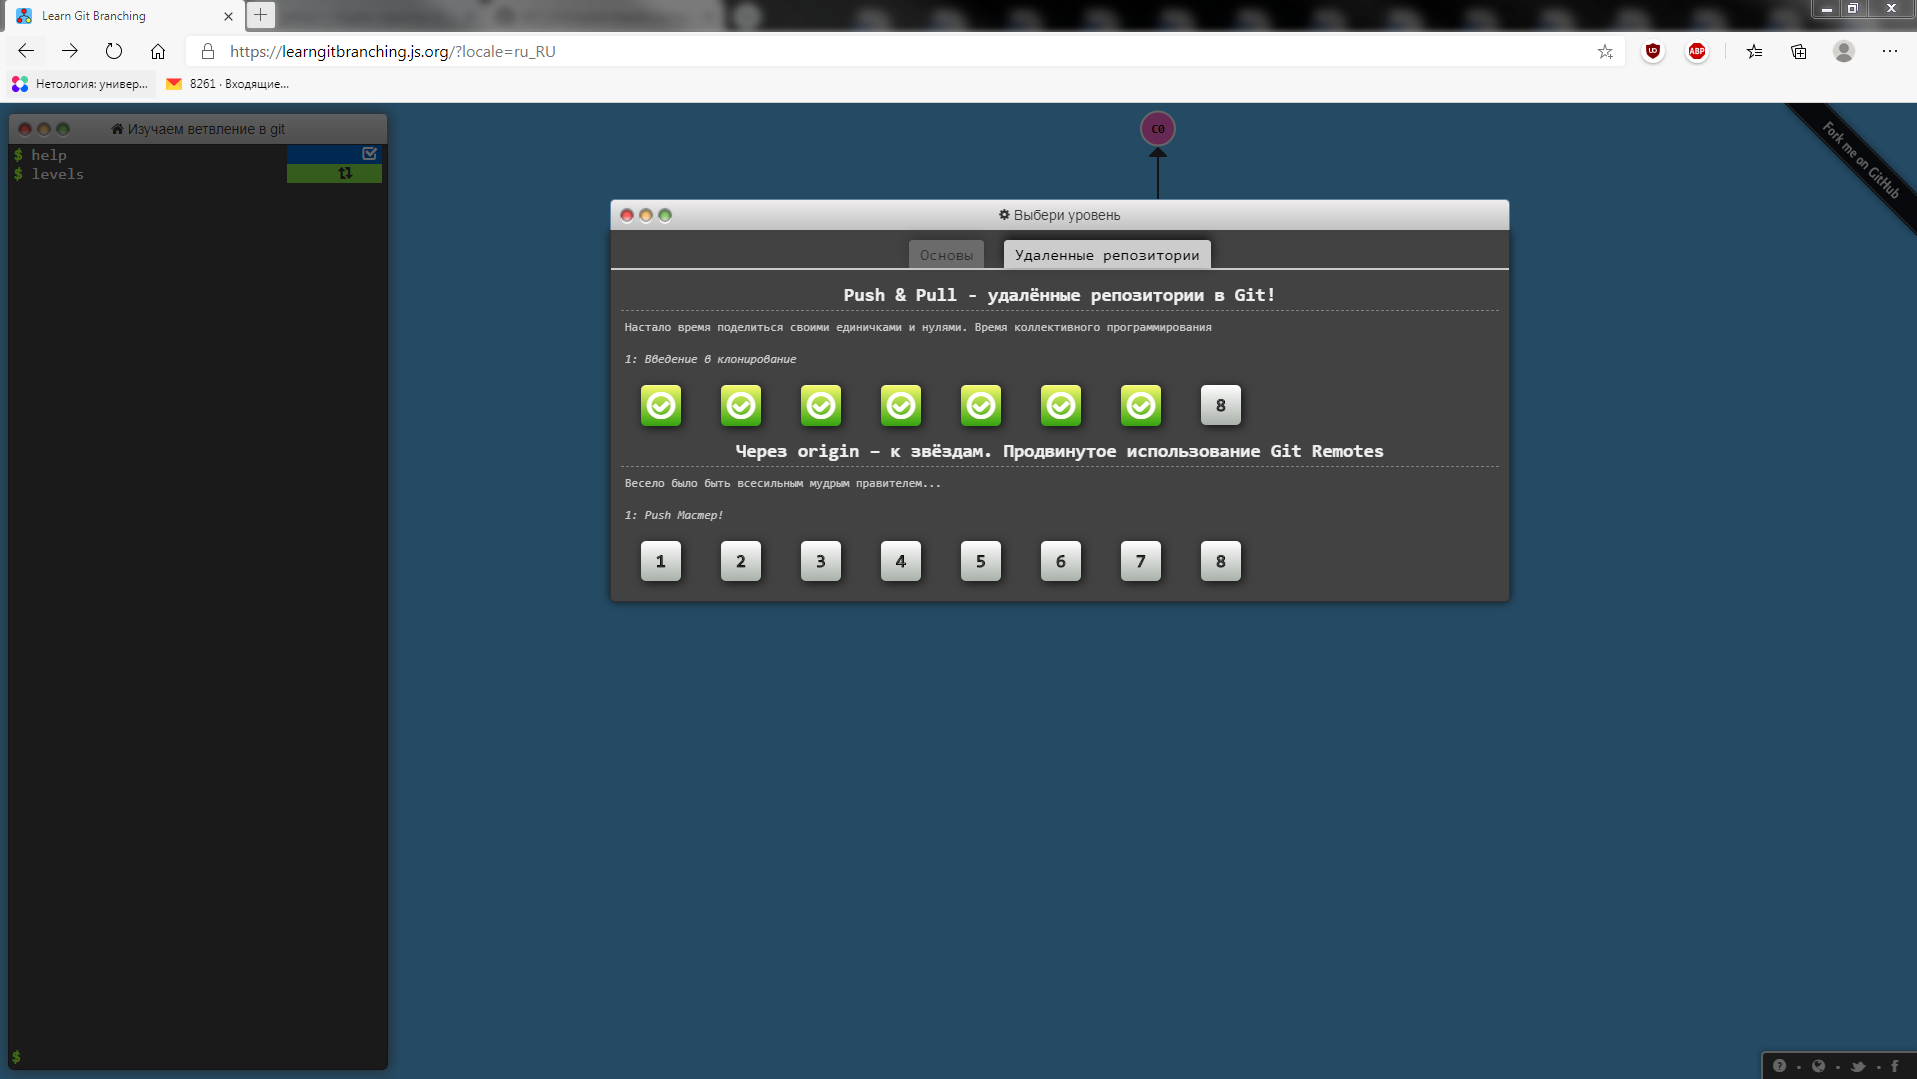 Learn Git Branching
https://learngitbranching.js.org/?locale=ru_RU
UO
ABP
Нетология: универ...
8261 · Входящие...
Изучаем ветвление в git
$ help
$ levels
$
C0
Fork me on GitHub
Выбери уровень
Основы
Удаленные репозитории
Push & Pull - удалённые репозитории в Git!
Настало время поделиться своими единичками и нулями. Время коллективного программирования
1: Введение в клонирование
8
Через origin – к звёздам. Продвинутое использование Git Remotes
Весело было быть всесильным мудрым правителем...
1: Push Мастер!
1 2 3 4 5 6 7 8